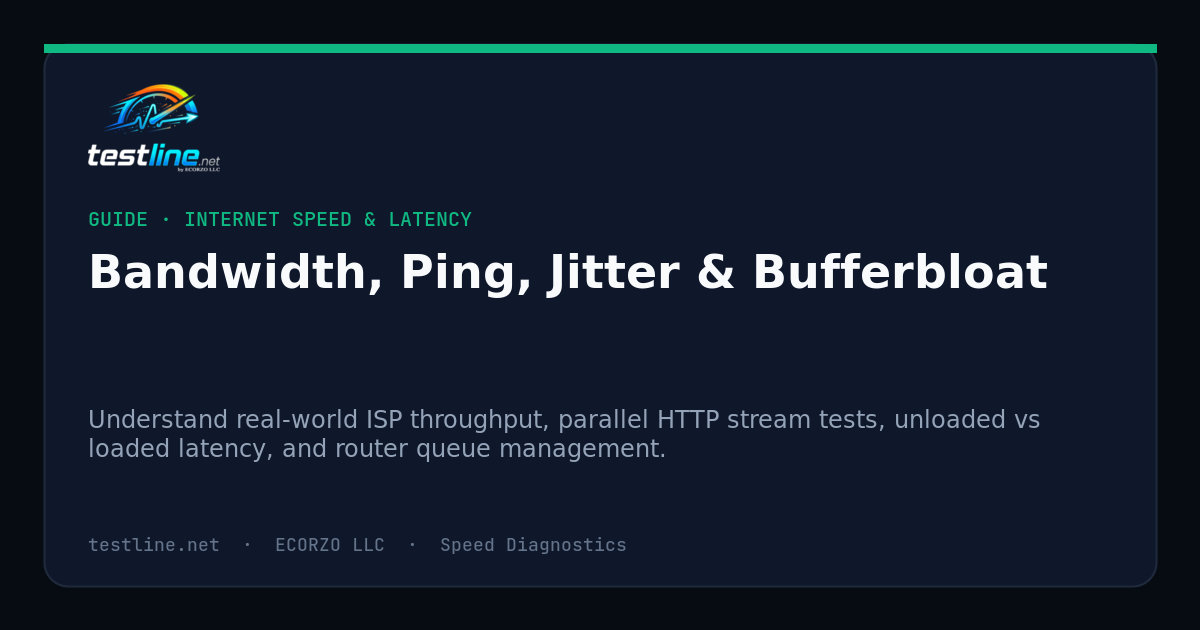 testline.net
by ECORZO LLC
GUIDE · INTERNET SPEED & LATENCY
Bandwidth, Ping, Jitter & Bufferbloat
Understand real-world ISP throughput, parallel HTTP stream tests, unloaded vs
loaded latency, and router queue management.
testline.net · ECORZO LLC · Speed Diagnostics